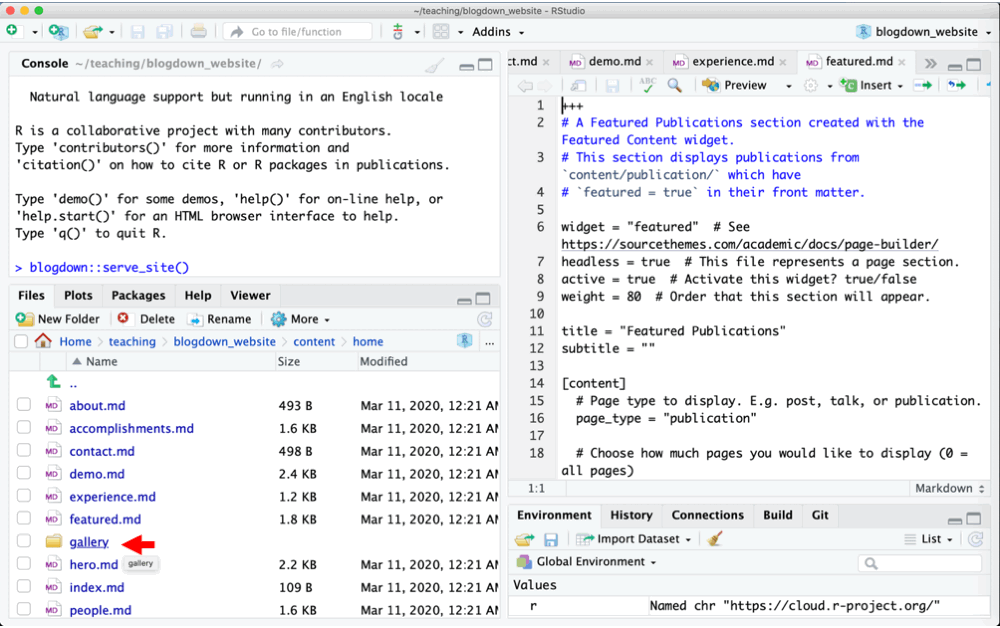 ~/teaching/blogdown_website - RStudio
Go to file/function
Addins
blogdown_website
Console ~/teaching/blogdown_website/
Natural language support but running in an English locale
R is a collaborative project with many contributors.
Type 'contributors()' for more information and
'citation()' on how to cite R or R packages in publications.
Type 'demo()' for some demos, 'help()' for on-line help, or
'help.start()' for an HTML browser interface to help.
Type 'q()' to quit R.
> blogdown::serve_site()
Files Plots Packages Help Viewer
New Folder Delete Rename More
Home teaching blogdown_website content home ...
Name Size Modified
..
MD about.md 493 B Mar 11, 2020, 12:21 AM
MD accomplishments.md 1.6 KB Mar 11, 2020, 12:21 AM
MD contact.md 498 B Mar 11, 2020, 12:21 AM
MD demo.md 2.4 KB Mar 11, 2020, 12:21 AM
MD experience.md 1.2 KB Mar 11, 2020, 12:21 AM
MD featured.md 1.8 KB Mar 11, 2020, 12:21 AM
gallery
MD hero.md gallery 2.2 KB Mar 11, 2020, 12:21 AM
MD index.md 109 B Mar 11, 2020, 12:21 AM
MD people.md 1.6 KB Mar 11, 2020, 12:21 AM
ct.md MD demo.md MD experience.md MD featured.md
ABC Preview Insert
1 +++
2 # A Featured Publications section created with the
Featured Content widget.
3 # This section displays publications from
`content/publication/` which have
4 # `featured = true` in their front matter.
5
6 widget = "featured" # See
https://sourcethemes.com/academic/docs/page-builder/
7 headless = true # This file represents a page section.
8 active = true # Activate this widget? true/false
9 weight = 80 # Order that this section will appear.
10
11 title = "Featured Publications"
12 subtitle = ""
13
14 [content]
15 # Page type to display. E.g. post, talk, or publication.
16 page_type = "publication"
17
18 # Choose how much pages you would like to display (0 =
all pages)
1:1 Markdown
Environment History Connections Build Git
Import Dataset List
Global Environment
Values
r Named chr "https://cloud.r-project.org/"